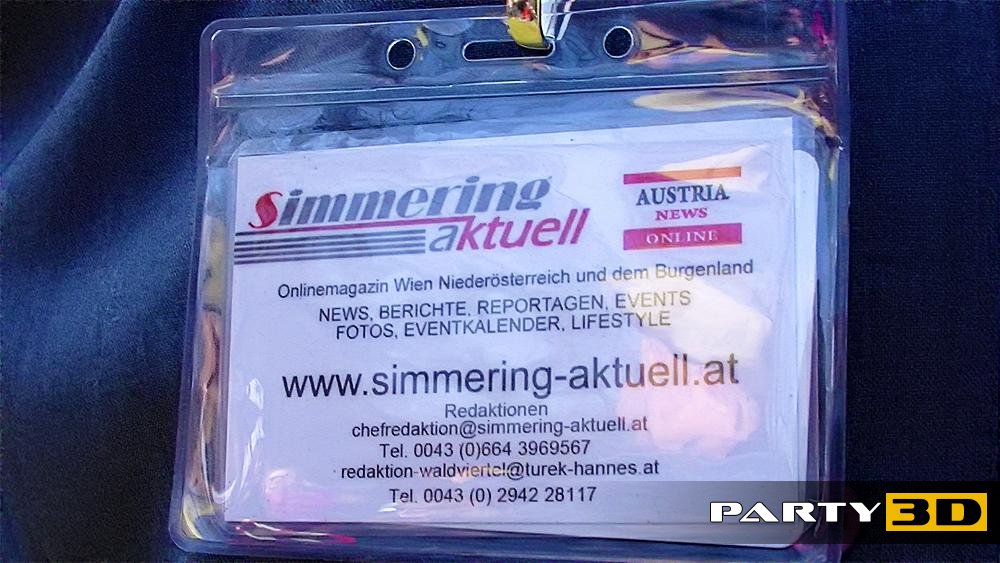 Simmering
aktuell
AUSTRIA
NEWS
ONLINE
Onlinemagazin Wien Niederösterreich und dem Burgenland
NEWS, BERICHTE, REPORTAGEN, EVENTS
FOTOS, EVENTKALENDER, LIFESTYLE
www.simmering-aktuell.at
Redaktionen
chefredaktion@simmering-aktuell.at
Tel. 0043 (0)664 3969567
redaktion-waldviertel@turek-hannes.at
Tel. 0043 (0) 2942 28117
PARTY 3D